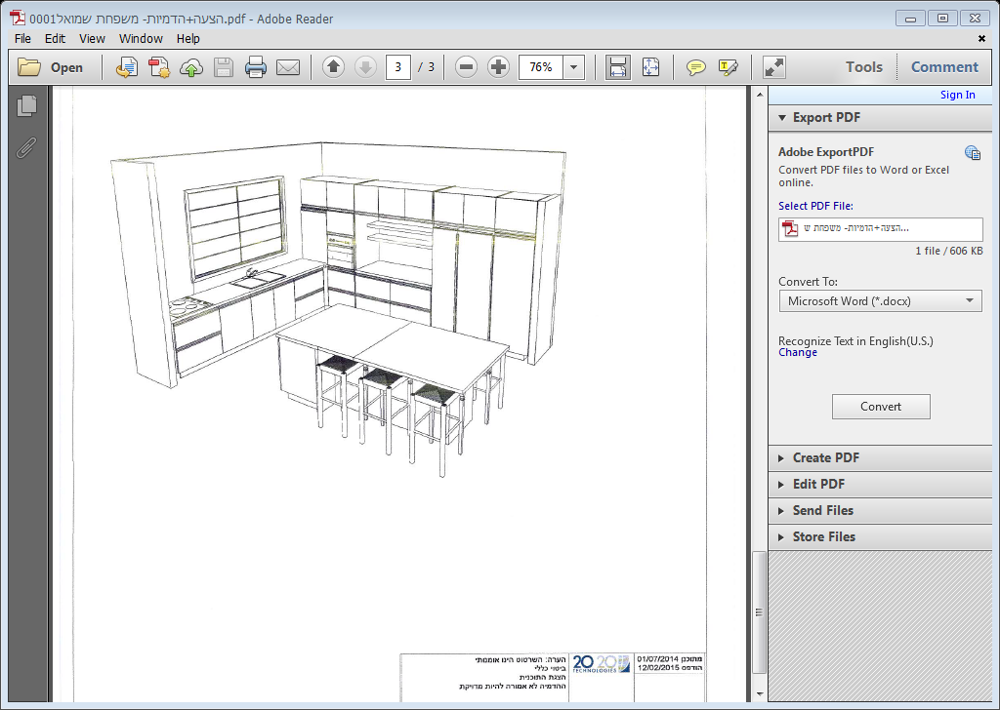 הצעה+הדמיות- משפחת שמואל0001.pdf - Adobe Reader
File Edit View Window Help
Open 3 / 3 76% Tools Comment
Sign In
Export PDF
Adobe ExportPDF
Convert PDF files to Word or Excel
online.
Select PDF File:
הצעה+הדמיות- משפחת ש...
1 file / 606 KB
Convert To:
Microsoft Word (*.docx)
Recognize Text in English(U.S.)
Change
Convert
Create PDF
Edit PDF
Send Files
Store Files
הערה: השרטוט הינו אומנותי
ביטוי כללי
הצגת התוכנית
ההדמיה לא אמורה להיות מדויקת
20 20
TECHNOLOGIES
מתוכנן 01/07/2014
הודפס 12/02/2015